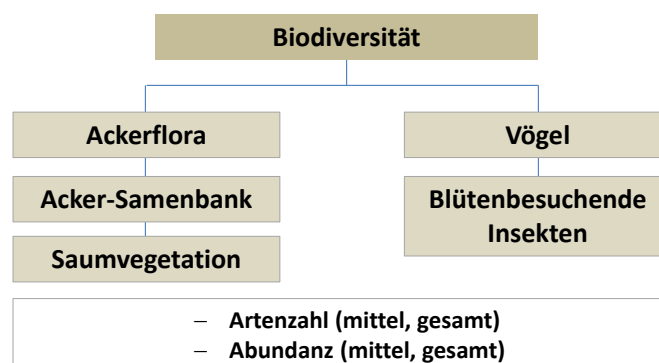 Biodiversität
Ackerflora
Vögel
Acker-Samenbank
Blütenbesuchende
Insekten
Saumvegetation
– Artenzahl (mittel, gesamt)
– Abundanz (mittel, gesamt)